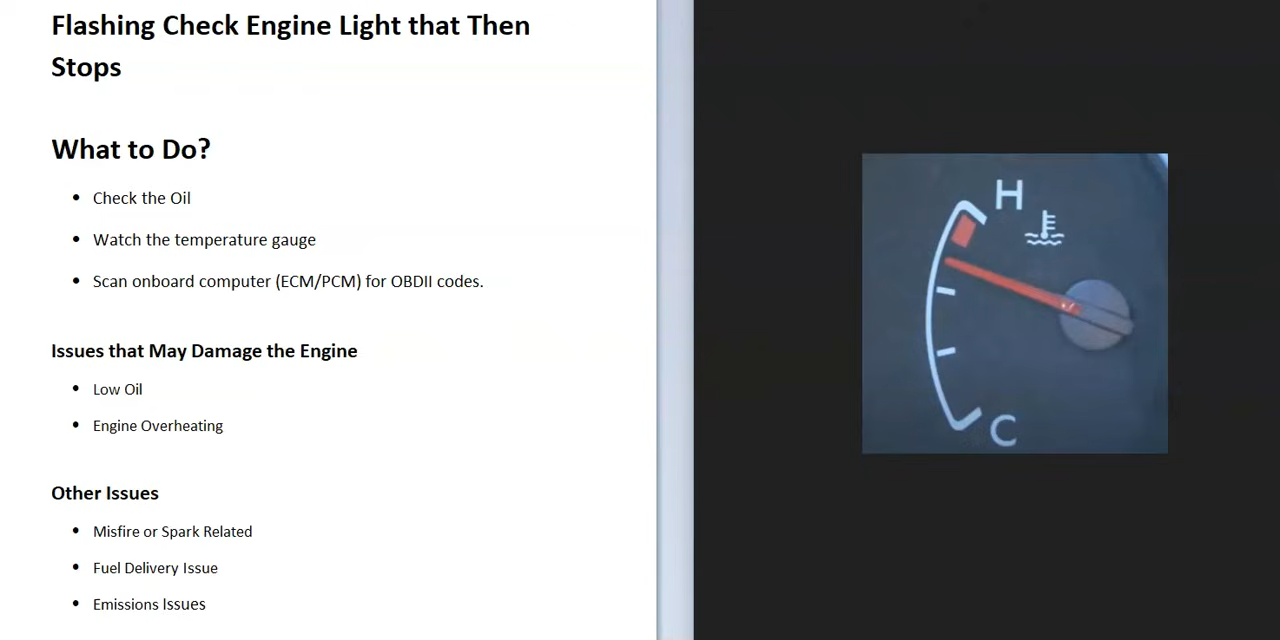 Flashing Check Engine Light that Then
Stops
What to Do?
• Check the Oil
• Watch the temperature gauge
• Scan onboard computer (ECM/PCM) for OBDII codes.
Issues that May Damage the Engine
• Low Oil
• Engine Overheating
Other Issues
• Misfire or Spark Related
• Fuel Delivery Issue
• Emissions Issues
H
C